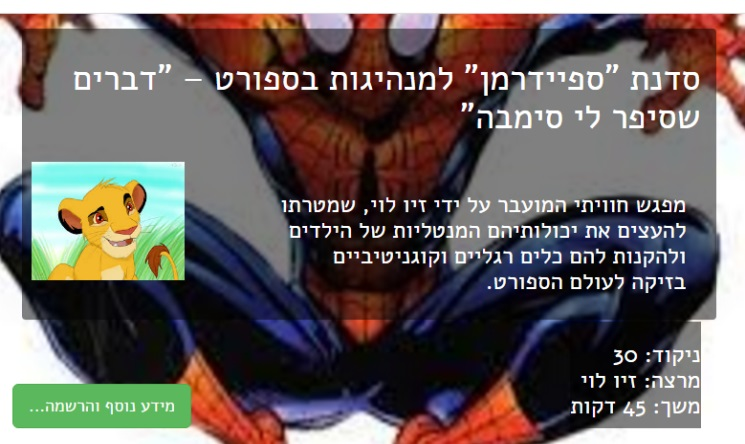 סדנת "ספיידרמן" למנהיגות בספורט – "דברים
שסיפר לי סימבה"
מפגש חוויתי המועבר על ידי זיו לוי, שמטרתו
להעצים את יכולותיהם המנטליות של הילדים
ולהקנות להם כלים רגליים וקוגניטיביים
בזיקה לעולם הספורט.
ניקוד: 30
מרצה: זיו לוי
משך: 45 דקות
מידע נוסף והרשמה...